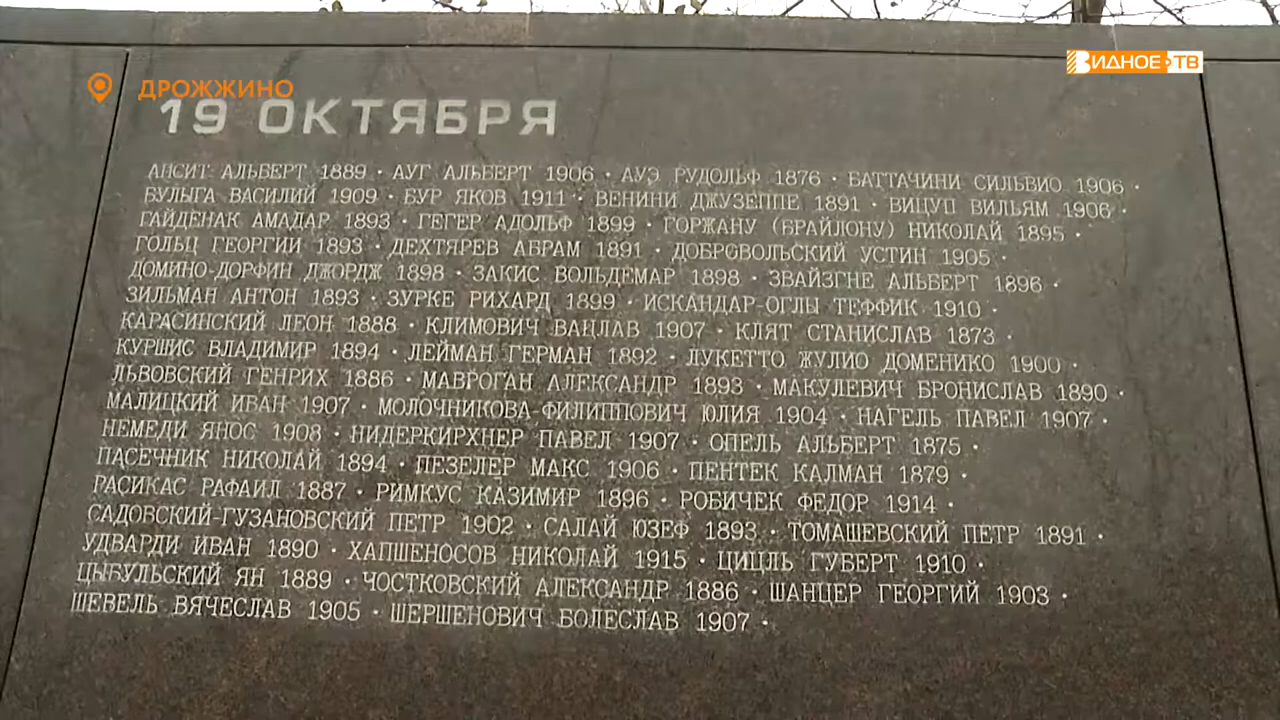 ДРОЖЖИНО
ВИДНОЕ ТВ
19 ОКТЯБРЯ
АНСИТ АЛЬБЕРТ 1889 · АУГ АЛЬБЕРТ 1906 · АУЭ РУДОЛЬФ 1876 · БАТТАЧИНИ СИЛЬВИО 1906 ·
БУЛЫГА ВАСИЛИЙ 1909 · БУР ЯКОВ 1911 · ВЕНИНИ ДЖУЗЕППЕ 1891 · ВИЦУП ВИЛЬЯМ 1906 ·
ГАЙДЕНАК АМАДАР 1893 · ГЕГЕР АДОЛЬФ 1899 · ГОРЖАНУ (БРАЙЛОНУ) НИКОЛАЙ 1895 ·
ГОЛЬЦ ГЕОРГИЙ 1893 · ДЕХТЯРЕВ АБРАМ 1891 · ДОБРОВОЛЬСКИЙ УСТИН 1905 ·
ДОМИНО-ДОРФИН ДЖОРДЖ 1898 · ЗАКИС ВОЛЬДЕМАР 1898 · ЗВАЙЗГНЕ АЛЬБЕРТ 1896 ·
ЗИЛЬМАН АНТОН 1893 · ЗУРКЕ РИХАРД 1899 · ИСКАНДАР-ОГЛЫ ТЕФФИК 1910 ·
КАРАСИНСКИЙ ЛЕОН 1888 · КЛИМОВИЧ ВАЦЛАВ 1907 · КЛЯТ СТАНИСЛАВ 1873 ·
КУРШИС ВЛАДИМИР 1894 · ЛЕЙМАН ГЕРМАН 1892 · ЛУКЕТТО ЖУЛИО ДОМЕНИКО 1900 ·
ЛЬВОВСКИЙ ГЕНРИХ 1886 · МАВРОГАН АЛЕКСАНДР 1893 · МАКУЛЕВИЧ БРОНИСЛАВ 1890 ·
МАЛИЦКИЙ ИВАН 1907 · МОЛОЧНИКОВА-ФИЛИППОВИЧ ЮЛИЯ 1904 · НАГЕЛЬ ПАВЕЛ 1907 ·
НЕМЕДИ ЯНОС 1908 · НИДЕРКИРХНЕР ПАВЕЛ 1907 · ОПЕЛЬ АЛЬБЕРТ 1875 ·
ПАСЕЧНИК НИКОЛАЙ 1894 · ПЕЗЕЛЕР МАКС 1906 · ПЕНТЕК КАЛМАН 1879 ·
РАСИКАС РАФАИЛ 1887 · РИМКУС КАЗИМИР 1896 · РОБИЧЕК ФЕДОР 1914 ·
САДОВСКИЙ-ГУЗАНОВСКИЙ ПЕТР 1902 · САЛАЙ ЮЗЕФ 1893 · ТОМАШЕВСКИЙ ПЕТР 1891 ·
УДВАРДИ ИВАН 1890 · ХАПШЕНОСОВ НИКОЛАЙ 1915 · ЦИЦЛЬ ГУБЕРТ 1910 ·
ЦЫБУЛЬСКИЙ ЯН 1889 · ЧОСТКОВСКИЙ АЛЕКСАНДР 1886 · ШАНЦЕР ГЕОРГИЙ 1903 ·
ШЕВЕЛЬ ВЯЧЕСЛАВ 1905 · ШЕРШЕНОВИЧ БОЛЕСЛАВ 1907 ·